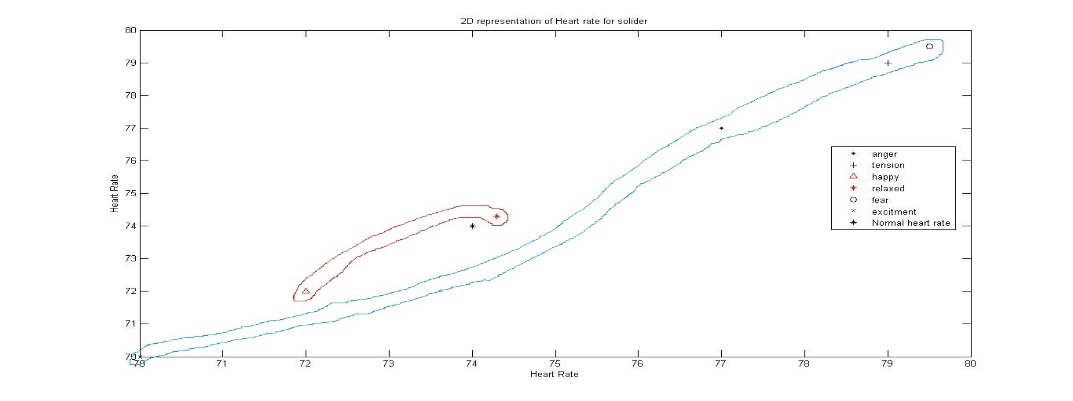 2D representation of Heart rate for solider
80
79
78
77
76
75
74
73
72
71
70
Heart Rate
70 71 72 73 74 75 76 77 78 79 80
Heart Rate
anger
tension
happy
relaxed
fear
excitment
Normal heart rate